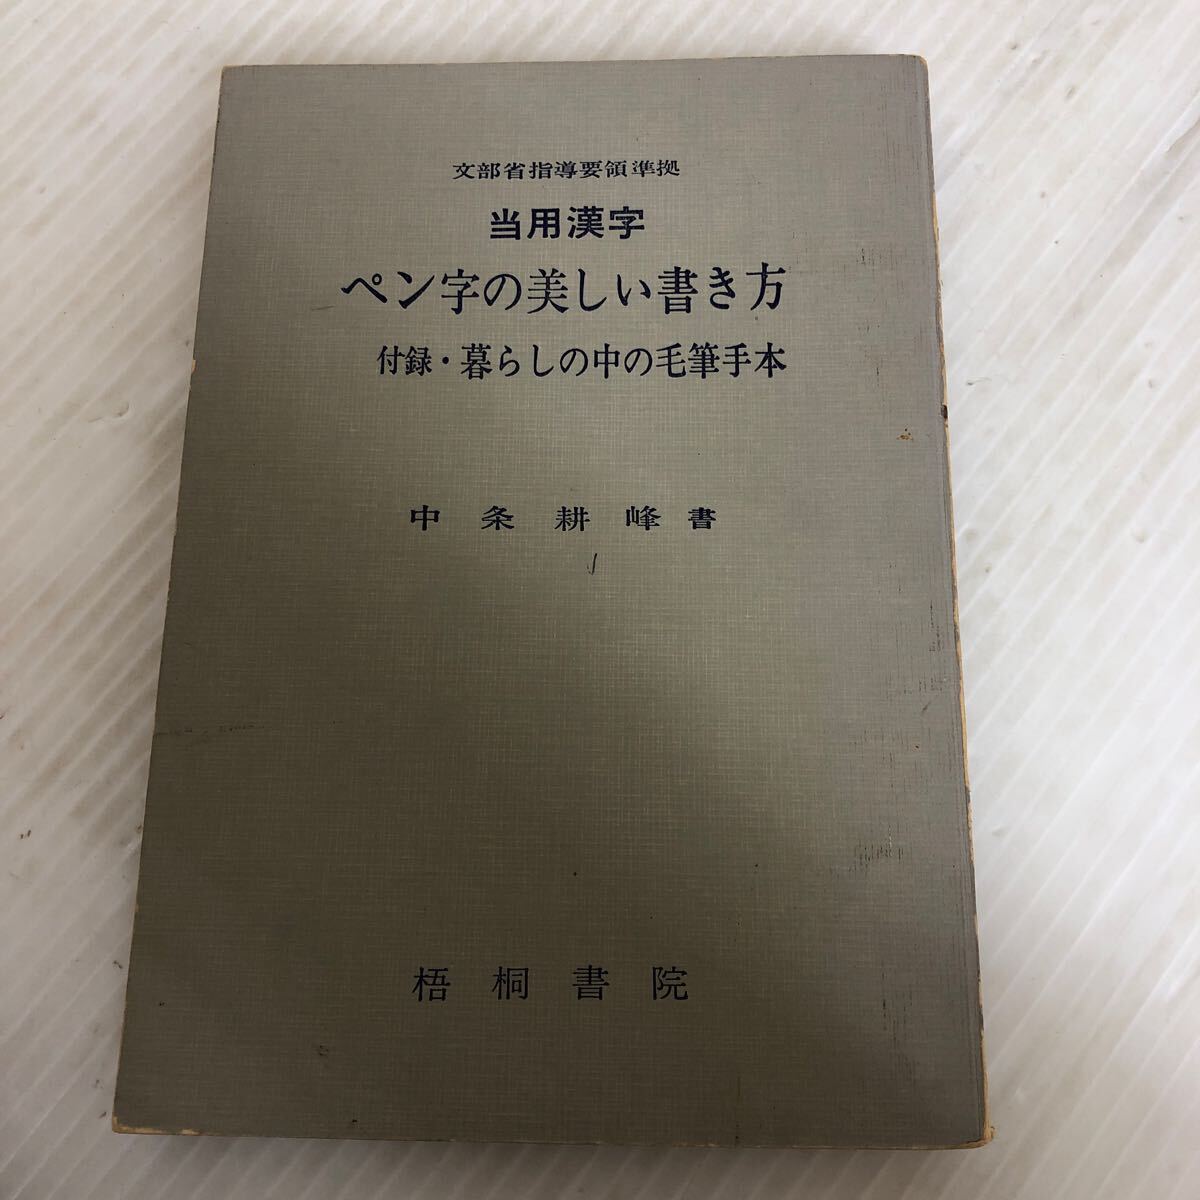 文部省指導要領準拠
当用漢字
ペン字の美しい書き方
付録・暮らしの中の毛筆手本
中条耕峰書
梧桐書院